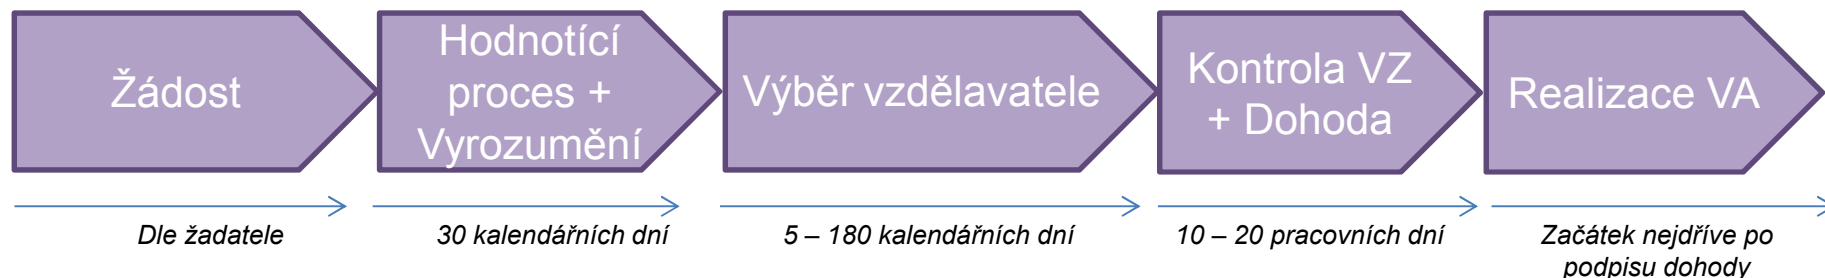 Žádost
Hodnotící
proces +
Vyrozumění
Výběr vzdělavatele
Kontrola VZ
+ Dohoda
Realizace VA
Dle žadatele
30 kalendářních dní
5 – 180 kalendářních dní
10 – 20 pracovních dní
Začátek nejdříve po
podpisu dohody